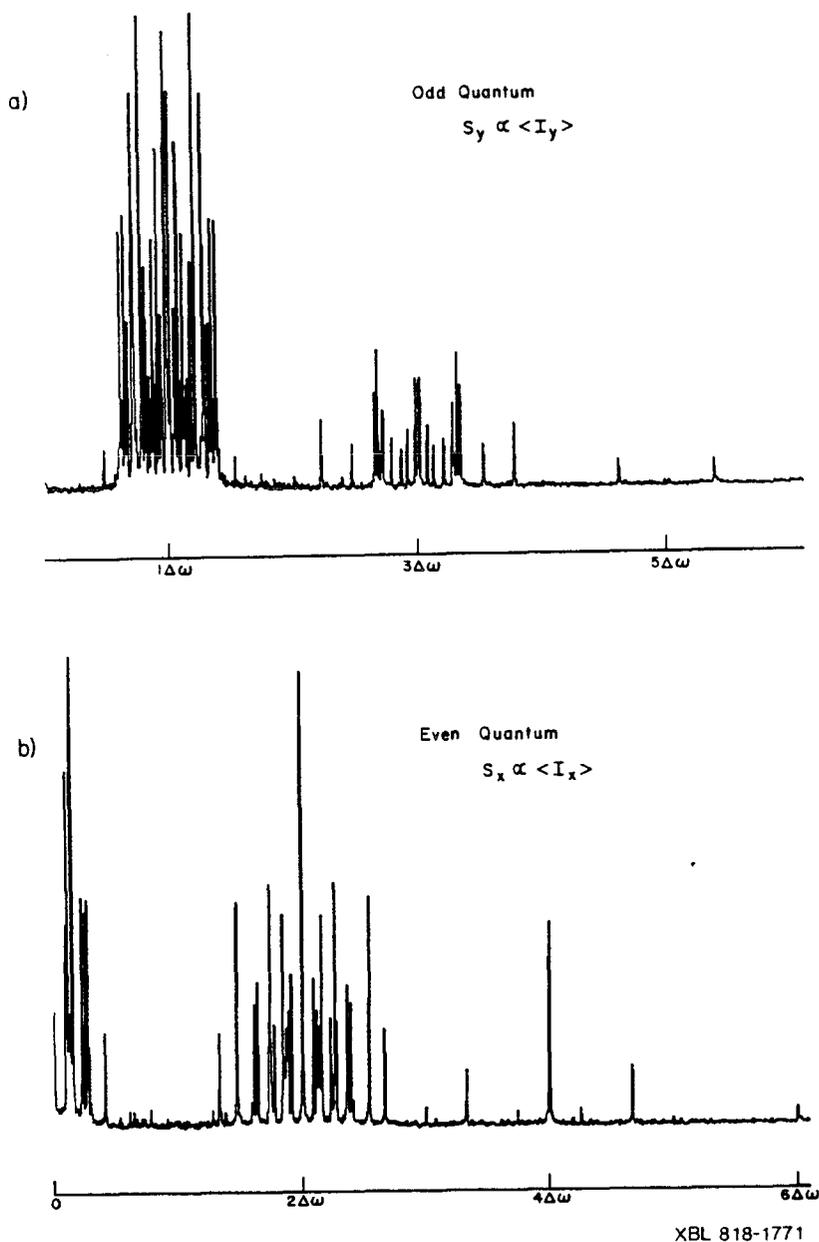 a)
Odd Quantum
Sy ∝ <Iy>
1Δω 3Δω 5Δω
b)
Even Quantum
Sx ∝ <Ix>
0 2Δω 4Δω 6Δω
XBL 818-1771